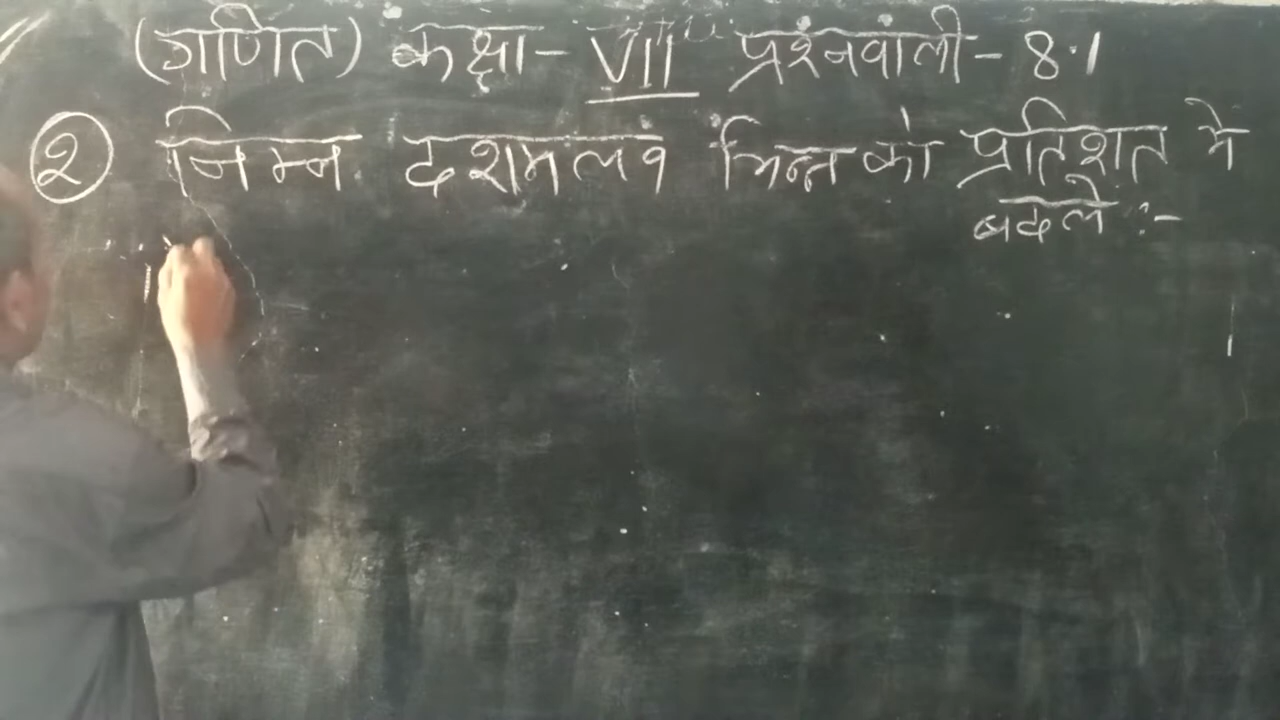 (गणित) कक्षा - VII प्रश्नवाली - 8.1
② निम्न दशमलव भिन्न को प्रतिशत मे
बदले :-